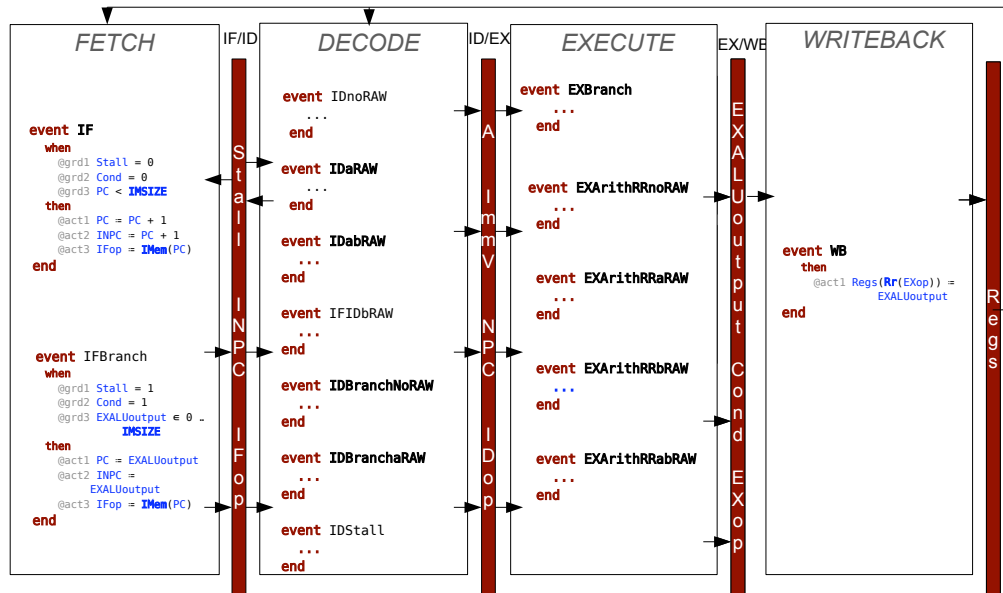 FETCH
event IF
when
@grd1 Stall = 0
@grd2 Cond = 0
@grd3 PC < IMSIZE
then
@act1 PC ≔ PC + 1
@act2 INPC ≔ PC + 1
@act3 IFop ≔ IMem(PC)
end
event IFBranch
when
@grd1 Stall = 1
@grd2 Cond = 1
@grd3 EXALUoutput ∈ 0 ‥
IMSIZE
then
@act1 PC ≔ EXALUoutput
@act2 INPC ≔
EXALUoutput
@act3 IFop ≔ IMem(PC)
end
IF/ID
Stall INPC IFop
DECODE
event IDnoRAW
...
end
event IDaRAW
...
end
event IDabRAW
...
end
event IFIDbRAW
...
end
event IDBranchNoRAW
...
end
event IDBranchaRAW
...
end
event IDStall
...
end
ID/EX
A ImmV NPC IDop
EXECUTE
event EXBranch
...
end
event EXArithRRnoRAW
...
end
event EXArithRRaRAW
...
end
event EXArithRRbRAW
...
end
event EXArithRRabRAW
...
end
EX/WB
EXALUoutput Cond EXop
WRITEBACK
event WB
then
@act1 Regs(Rr(EXop)) ≔
EXALUoutput
end
Regs